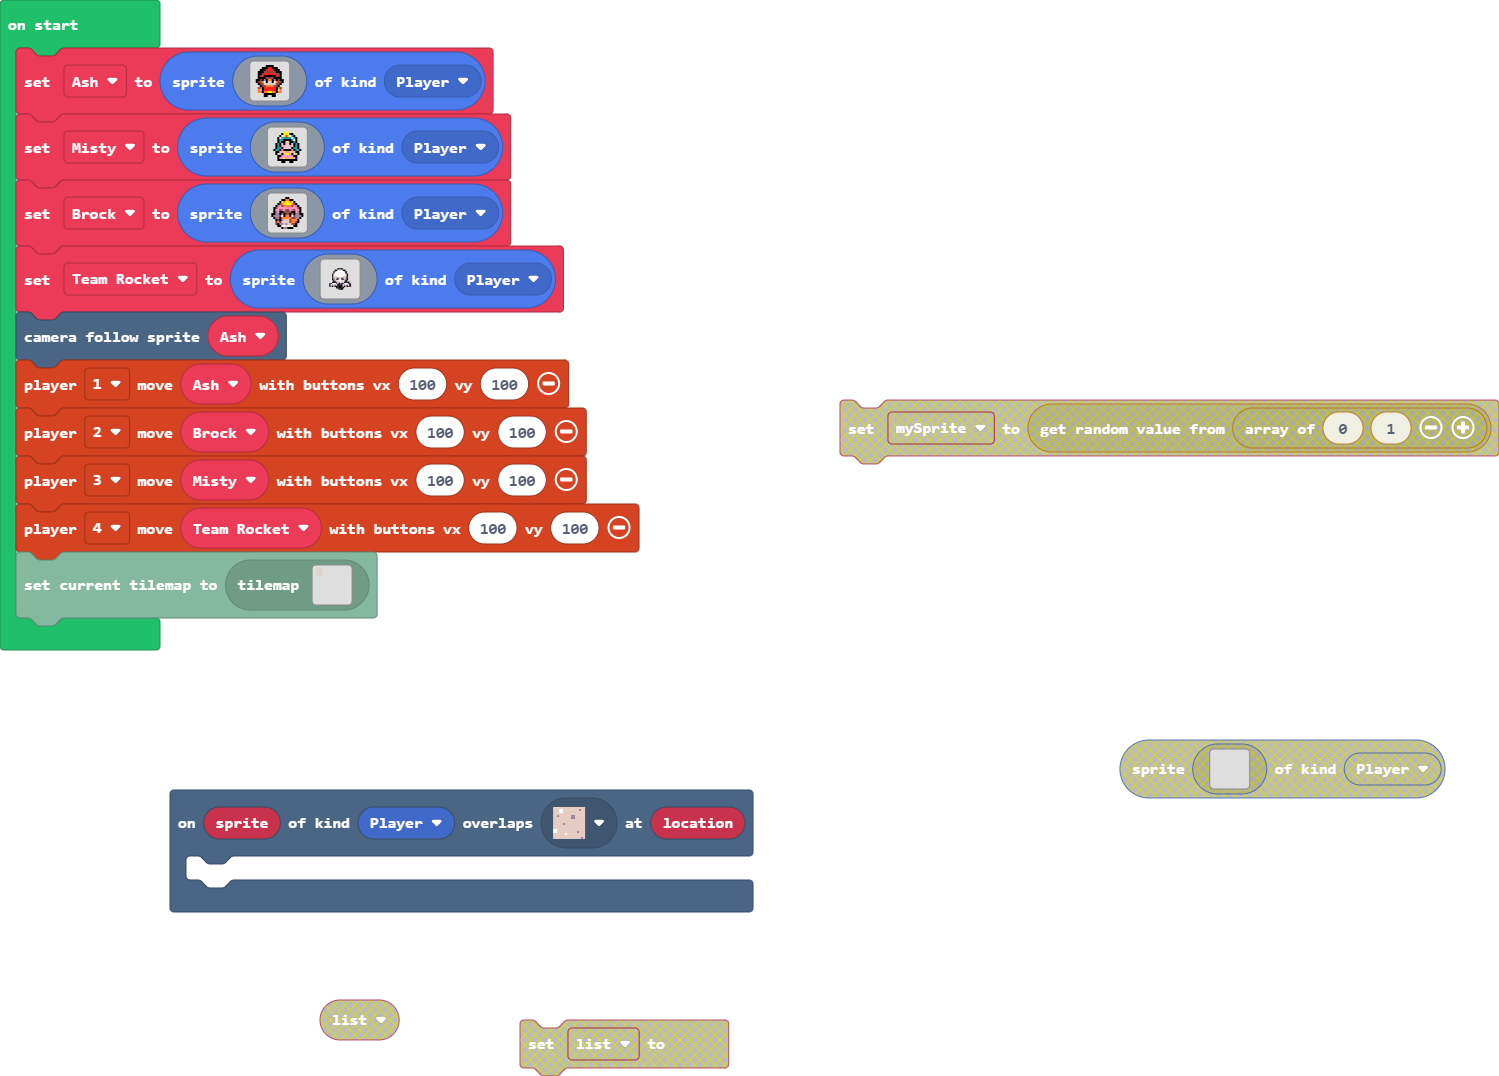 on start
set Ash to sprite of kind Player
set Misty to sprite of kind Player
set Brock to sprite of kind Player
set Team Rocket to sprite of kind Player
camera follow sprite Ash
player 1 move Ash with buttons vx 100 vy 100
player 2 move Brock with buttons vx 100 vy 100
player 3 move Misty with buttons vx 100 vy 100
player 4 move Team Rocket with buttons vx 100 vy 100
set current tilemap to tilemap
set mySprite to get random value from array of 0 1
sprite of kind Player
on sprite of kind Player overlaps at location
list
set list to